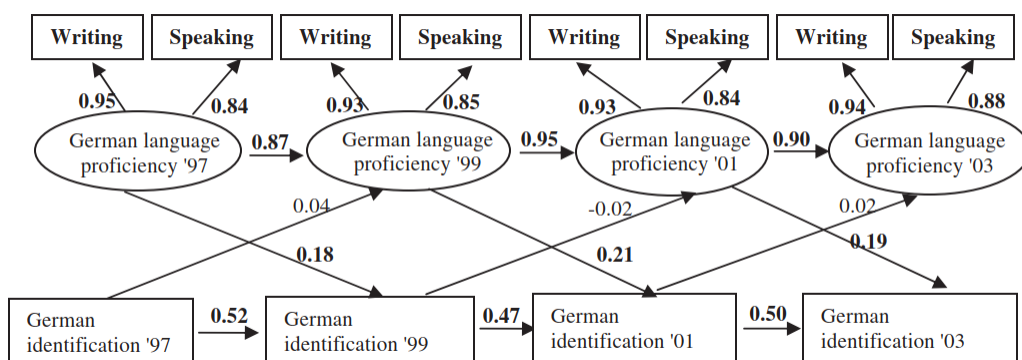 Writing Speaking Writing Speaking Writing Speaking Writing Speaking
0.95 0.84 0.93 0.85 0.93 0.84 0.94 0.88
German language proficiency '97
0.87
German language proficiency '99
0.95
German language proficiency '01
0.90
German language proficiency '03
0.04 -0.02 0.02
0.18 0.21 0.19
German identification '97
0.52
German identification '99
0.47
German identification '01
0.50
German identification '03